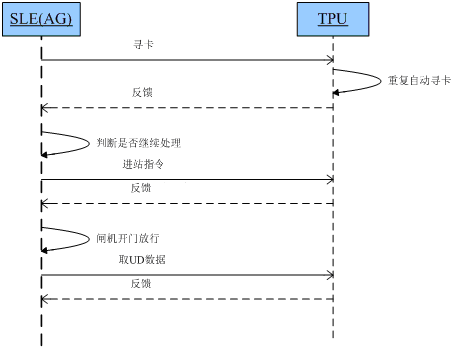 SLE(AG)
TPU
寻卡
重复自动寻卡
反馈
判断是否继续处理
进站指令
反馈
闸机开门放行
取UD数据
反馈